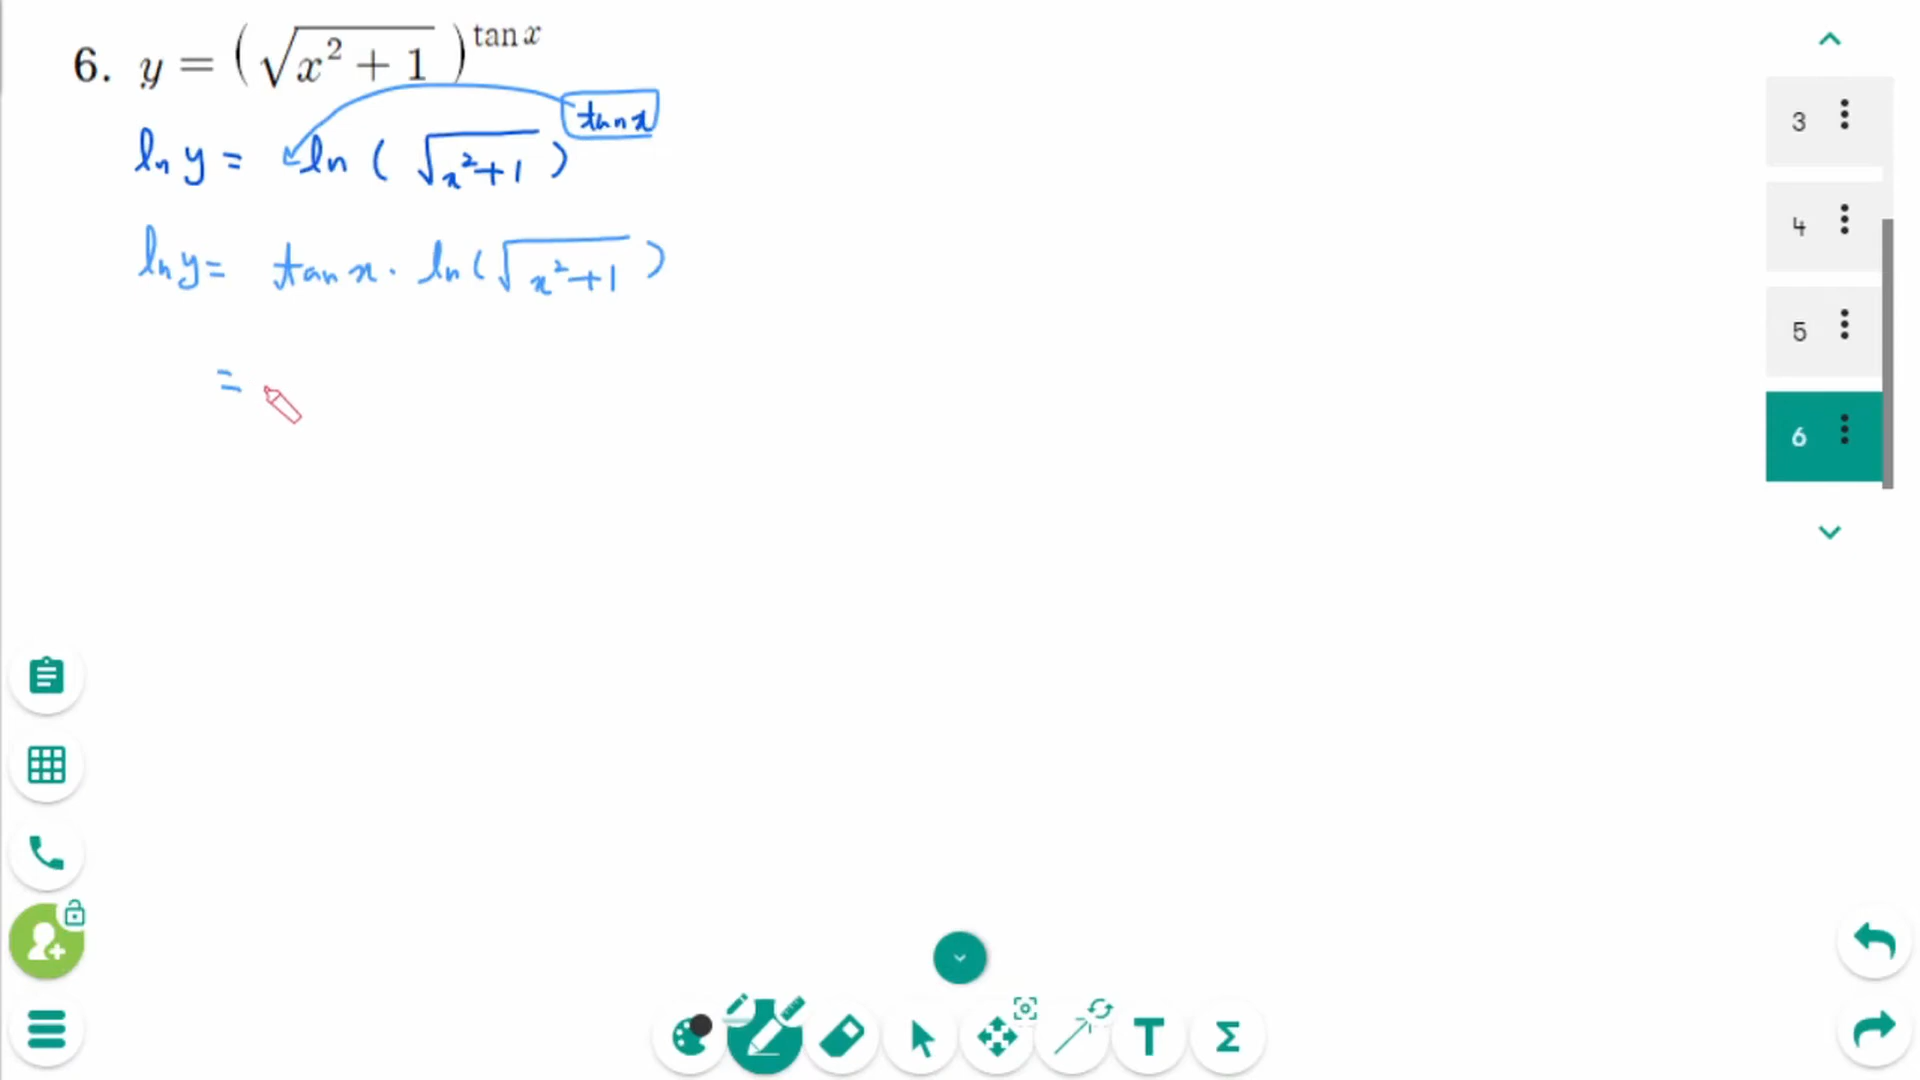 6. y = (√(x² + 1))^(tan x)
ln y = ln (√(x²+1))^(tan x)
ln y = tan x · ln(√(x²+1))
=
3
4
5
6
T
Σ